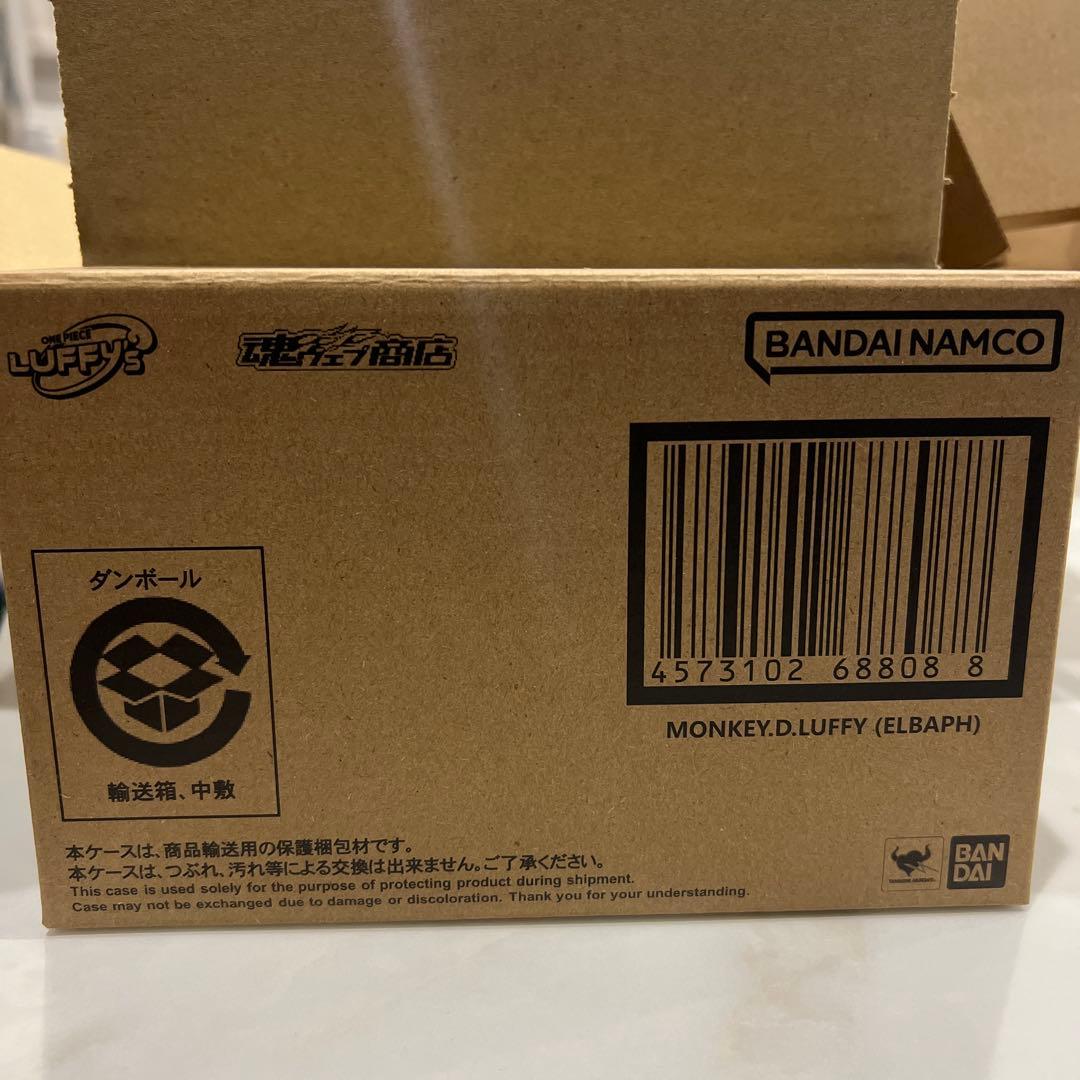 ONE PIECE
LUFFY's
魂ウェブ商店
BANDAI NAMCO
4573102 68808 8
MONKEY.D.LUFFY (ELBAPH)
ダンボール
輸送箱、中敷
本ケースは、商品輸送用の保護梱包材です。
本ケースは、つぶれ、汚れ等による交換は出来ません。ご了承ください。
This case is used solely for the purpose of protecting product during shipment.
Case may not be exchanged due to damage or discoloration. Thank you for your understanding.
BAN
DAI